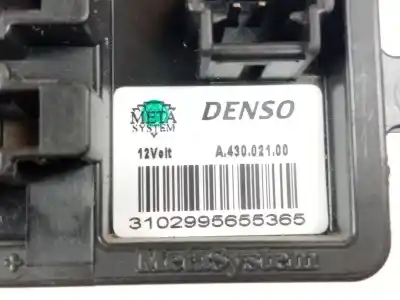 META
SYSTEM
DENSO
12Volt A.430.021.00
3102995655365
MetaSystem